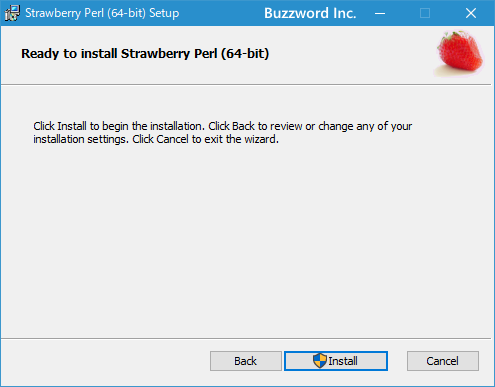 Strawberry Perl (64-bit) Setup Buzzword Inc.
Ready to install Strawberry Perl (64-bit)
Click Install to begin the installation. Click Back to review or change any of your
installation settings. Click Cancel to exit the wizard.
Back Install Cancel